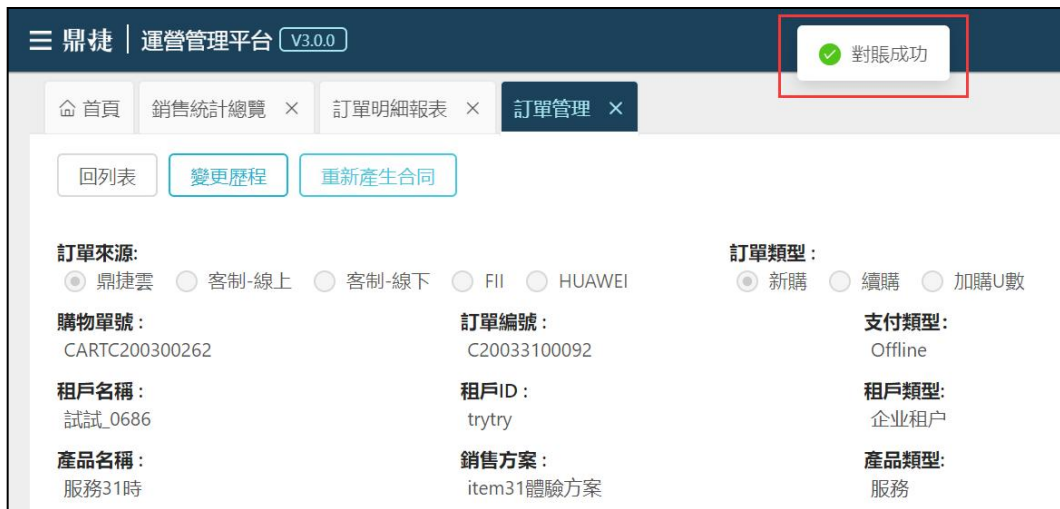 鼎捷 運營管理平台 V3.0.0
對賬成功
首頁 銷售統計總覽 訂單明細報表 訂單管理
回列表 變更歷程 重新產生合同
訂單來源: 訂單類型 :
鼎捷雲 客制-線上 客制-線下 FII HUAWEI 新購 續購 加購U數
購物單號 : 訂單編號 : 支付類型:
CARTC200300262 C20033100092 Offline
租戶名稱 : 租戶ID : 租戶類型:
試試_0686 trytry 企业租户
產品名稱 : 銷售方案 : 產品類型:
服務31時 item31體驗方案 服務